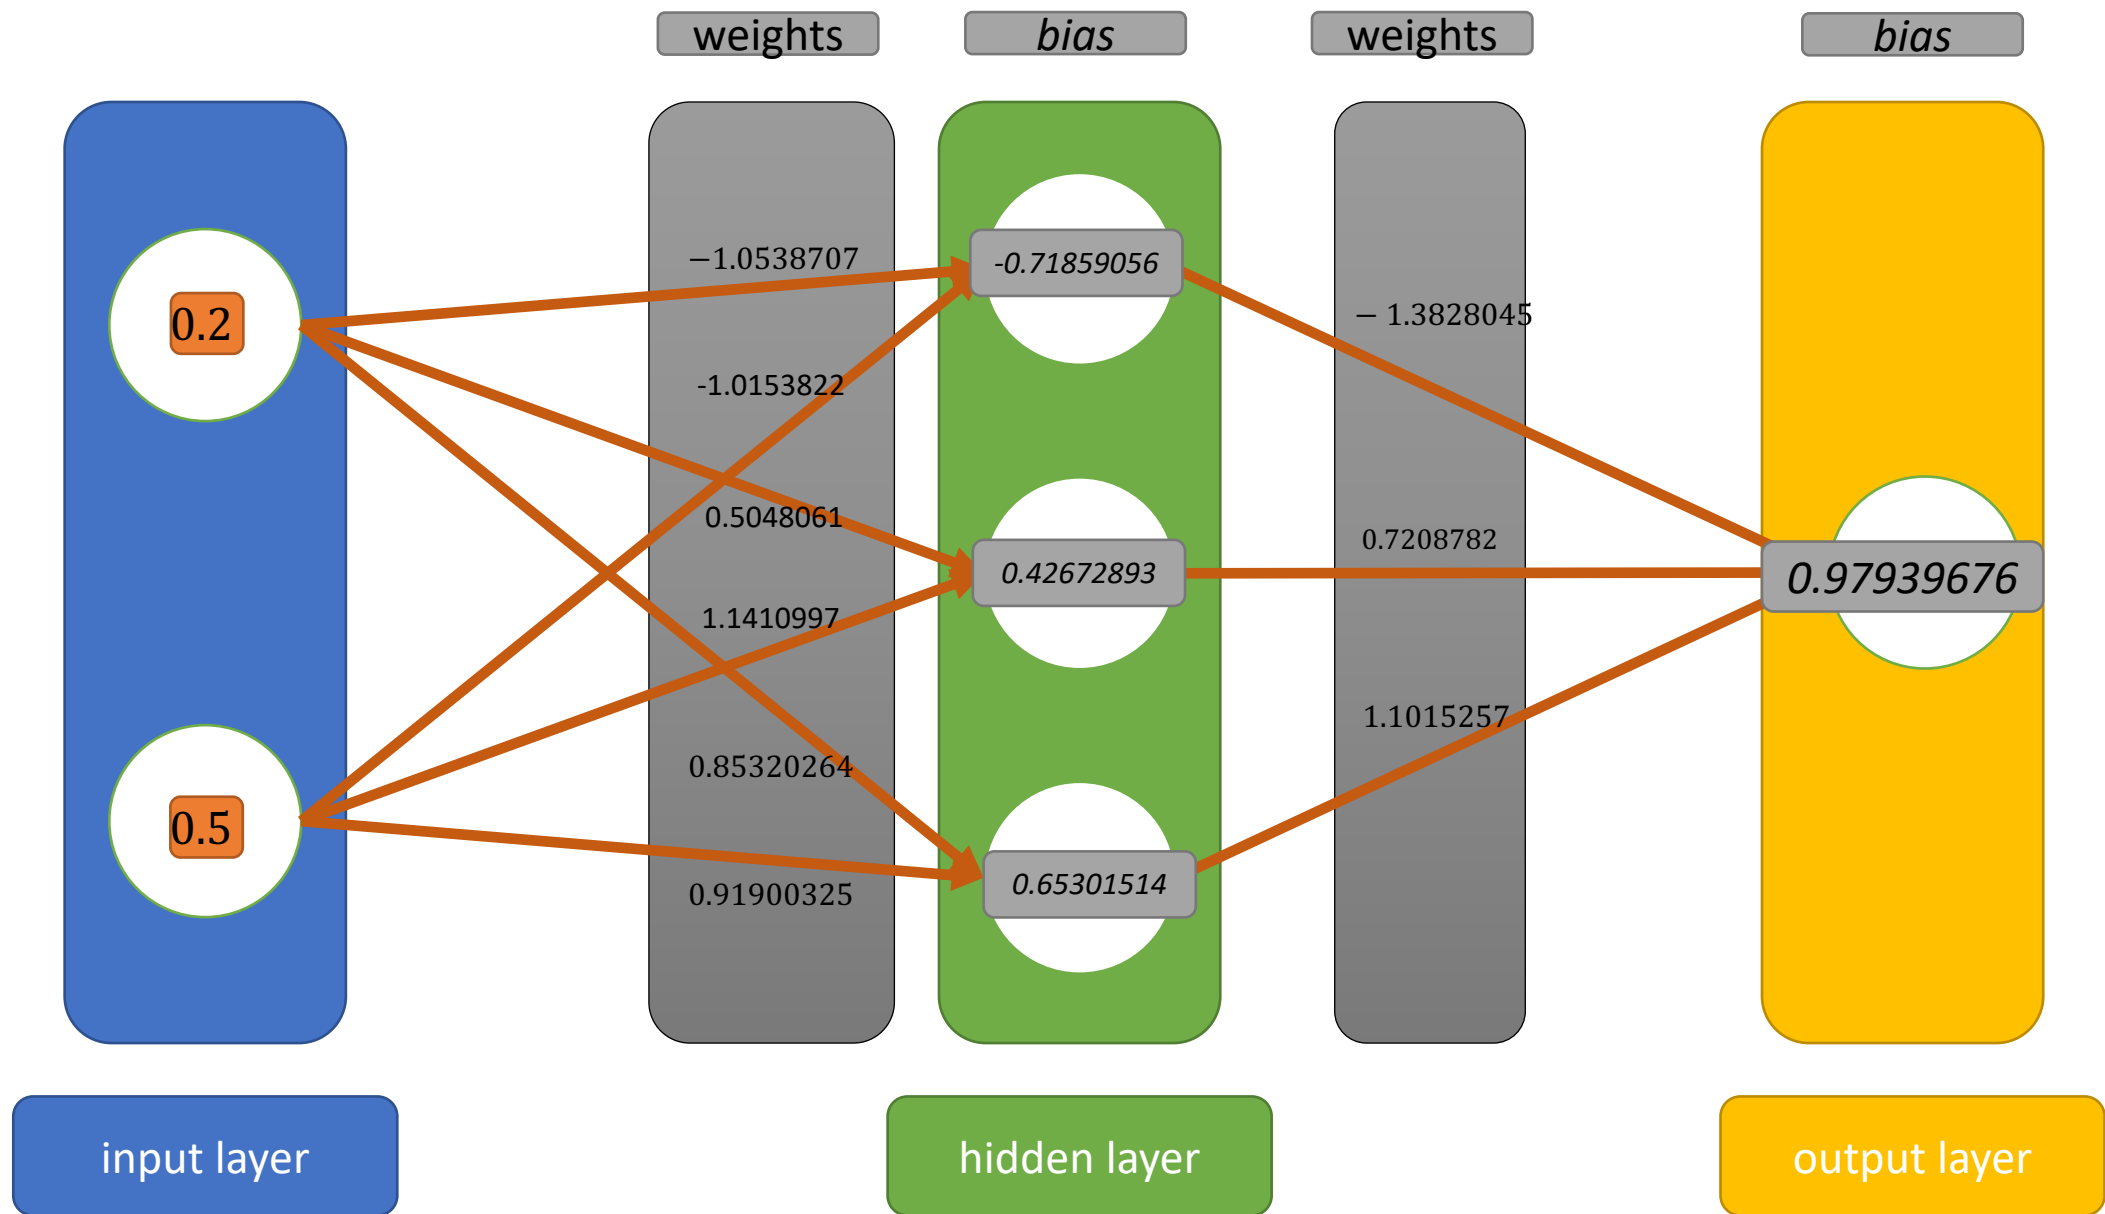 weights
bias
weights
bias
0.2
0.5
−1.0538707
-1.0153822
0.5048061
1.1410997
0.85320264
0.91900325
-0.71859056
0.42672893
0.65301514
− 1.3828045
0.7208782
1.1015257
0.97939676
input layer
hidden layer
output layer